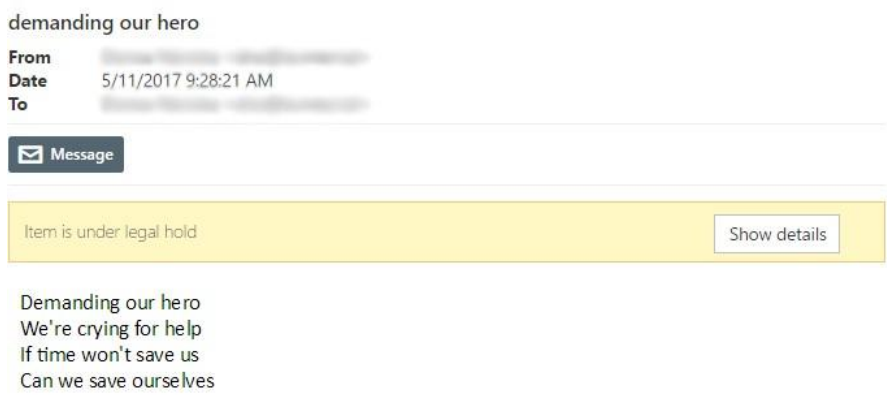 demanding our hero
From
Date 5/11/2017 9:28:21 AM
To
Message
Item is under legal hold Show details
Demanding our hero
We're crying for help
If time won't save us
Can we save ourselves